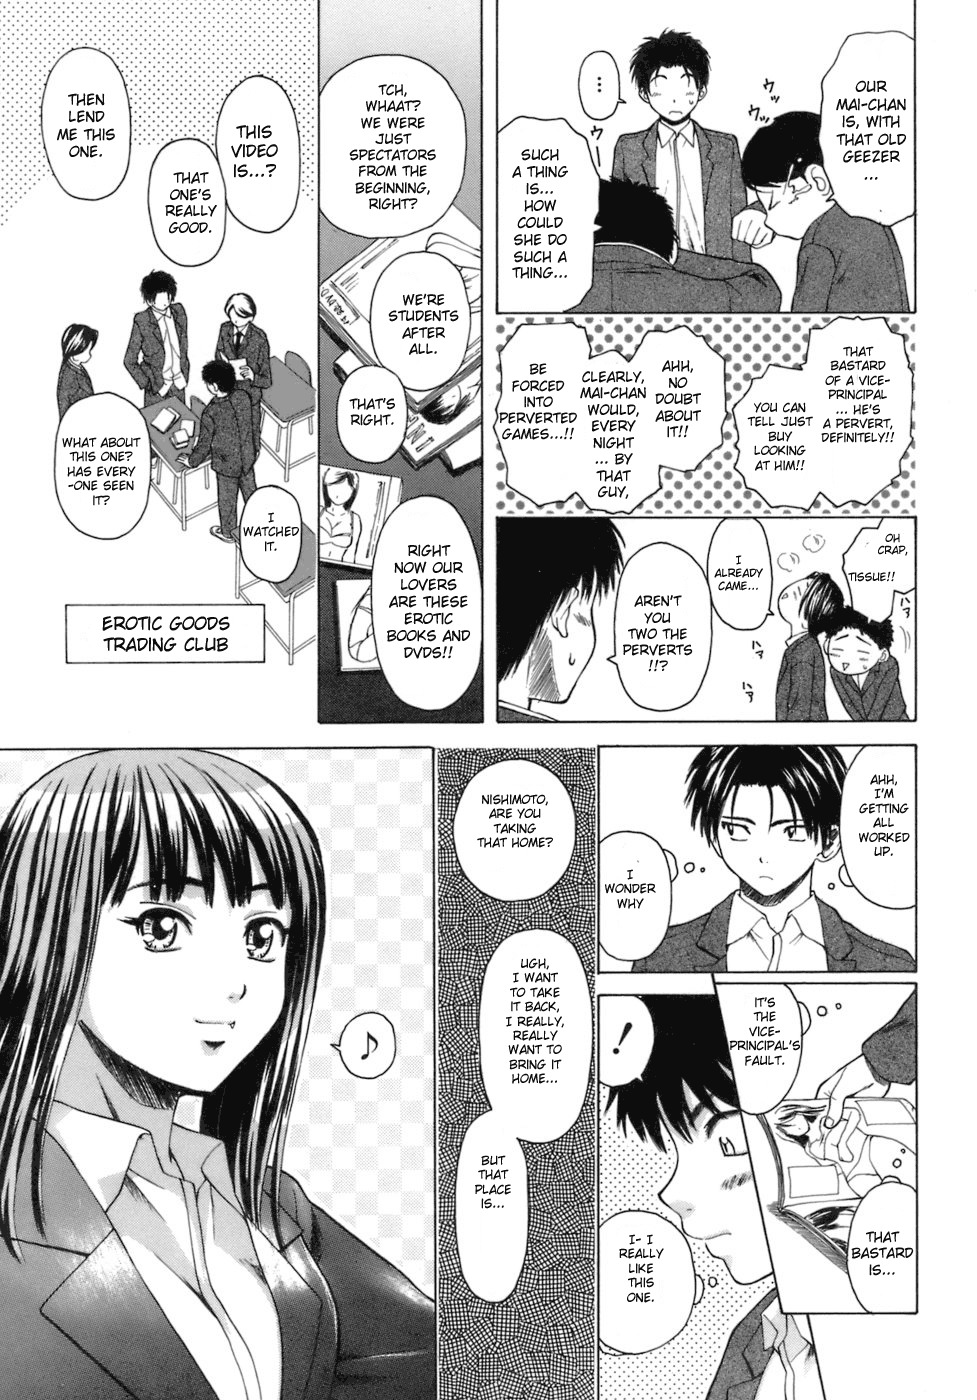 OUR
MAI-CHAN
IS, WITH
THAT OLD
GEEZER
...
...
ウッ
ウッ
SUCH
A THING
IS...
HOW
COULD
SHE DO
SUCH A
THING...
THAT
BASTARD
OF A VICE-
PRINCIPAL
... HE'S
A PERVERT,
DEFINITELY!!
YOU CAN
TELL JUST
BUY
LOOKING
AT HIM!!
AHH,
NO
DOUBT
ABOUT
IT!!
CLEARLY,
MAI-CHAN
WOULD,
EVERY
NIGHT
... BY
THAT
GUY,
BE
FORCED
INTO
PERVERTED
GAMES...!!
OH
CRAP,
TISSUE!!
I
ALREADY
CAME...
AREN'T
YOU
TWO THE
PERVERTS
!!?
TCH,
WHAAT?
WE WERE
JUST
SPECTATORS
FROM THE
BEGINNING,
RIGHT?
WE'RE
STUDENTS
AFTER
ALL.
THAT'S
RIGHT.
RIGHT
NOW OUR
LOVERS
ARE THESE
EROTIC
BOOKS AND
DVDS!!
THIS
VIDEO
IS...?
THAT
ONE'S
REALLY
GOOD.
THEN
LEND
ME THIS
ONE.
WHAT ABOUT
THIS ONE?
HAS EVERY
-ONE SEEN
IT?
I
WATCHED
IT.
EROTIC GOODS
TRADING CLUB
AHH,
I'M
GETTING
ALL
WORKED
UP.
I
WONDER
WHY
IT'S
THE
VICE-
PRINCIPAL'S
FAULT.
THAT
BASTARD
IS...
!
I- I
REALLY
LIKE
THIS
ONE.
NISHIMOTO,
ARE YOU
TAKING
THAT HOME?
UGH,
I WANT
TO TAKE
IT BACK,
I REALLY,
REALLY
WANT TO
BRING IT
HOME...
BUT
THAT
PLACE
IS...
♪